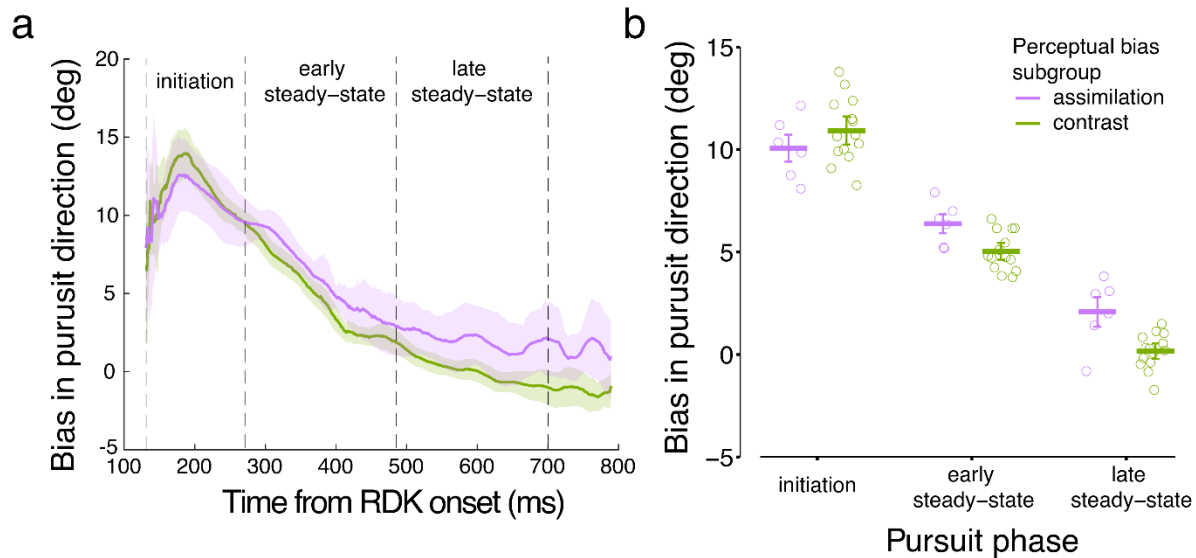 a
Bias in purusit direction (deg)
20
15
10
5
0
-5
initiation
early
steady-state
late
steady-state
100 200 300 400 500 600 700 800
Time from RDK onset (ms)
b
Bias in pursuit direction (deg)
15
10
5
0
-5
Perceptual bias
subgroup
assimilation
contrast
initiation
early
steady-state
late
steady-state
Pursuit phase